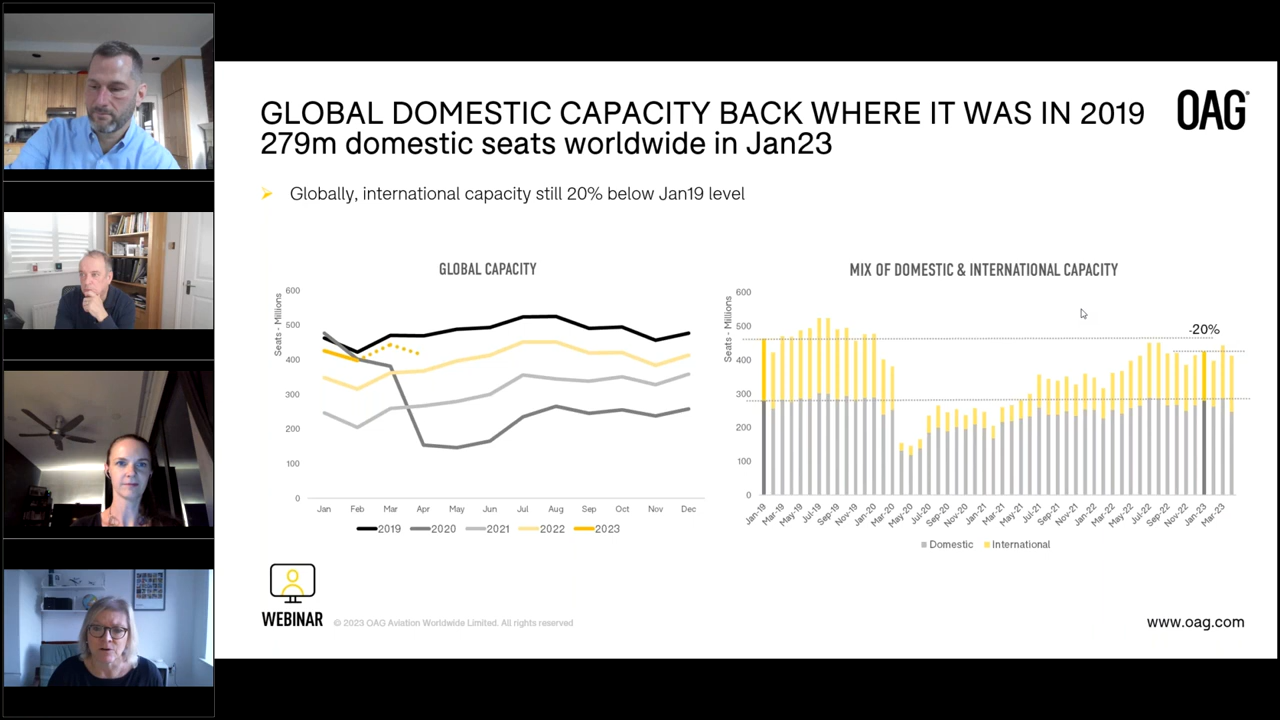 GLOBAL DOMESTIC CAPACITY BACK WHERE IT WAS IN 2019
279m domestic seats worldwide in Jan23
OAG
Globally, international capacity still 20% below Jan19 level
GLOBAL CAPACITY
Seats - Millions
600
500
400
300
200
100
0
Jan Feb Mar Apr May Jun Jul Aug Sep Oct Nov Dec
2019 2020 2021 2022 2023
MIX OF DOMESTIC & INTERNATIONAL CAPACITY
Seats - Millions
600
500
400
300
200
100
0
-20%
Jan-19 Mar-19 May-19 Jul-19 Sep-19 Nov-19 Jan-20 Mar-20 May-20 Jul-20 Sep-20 Nov-20 Jan-21 Mar-21 May-21 Jul-21 Sep-21 Nov-21 Jan-22 Mar-22 May-22 Jul-22 Sep-22 Nov-22 Jan-23 Mar-23
Domestic International
WEBINAR
© 2023 OAG Aviation Worldwide Limited. All rights reserved
www.oag.com